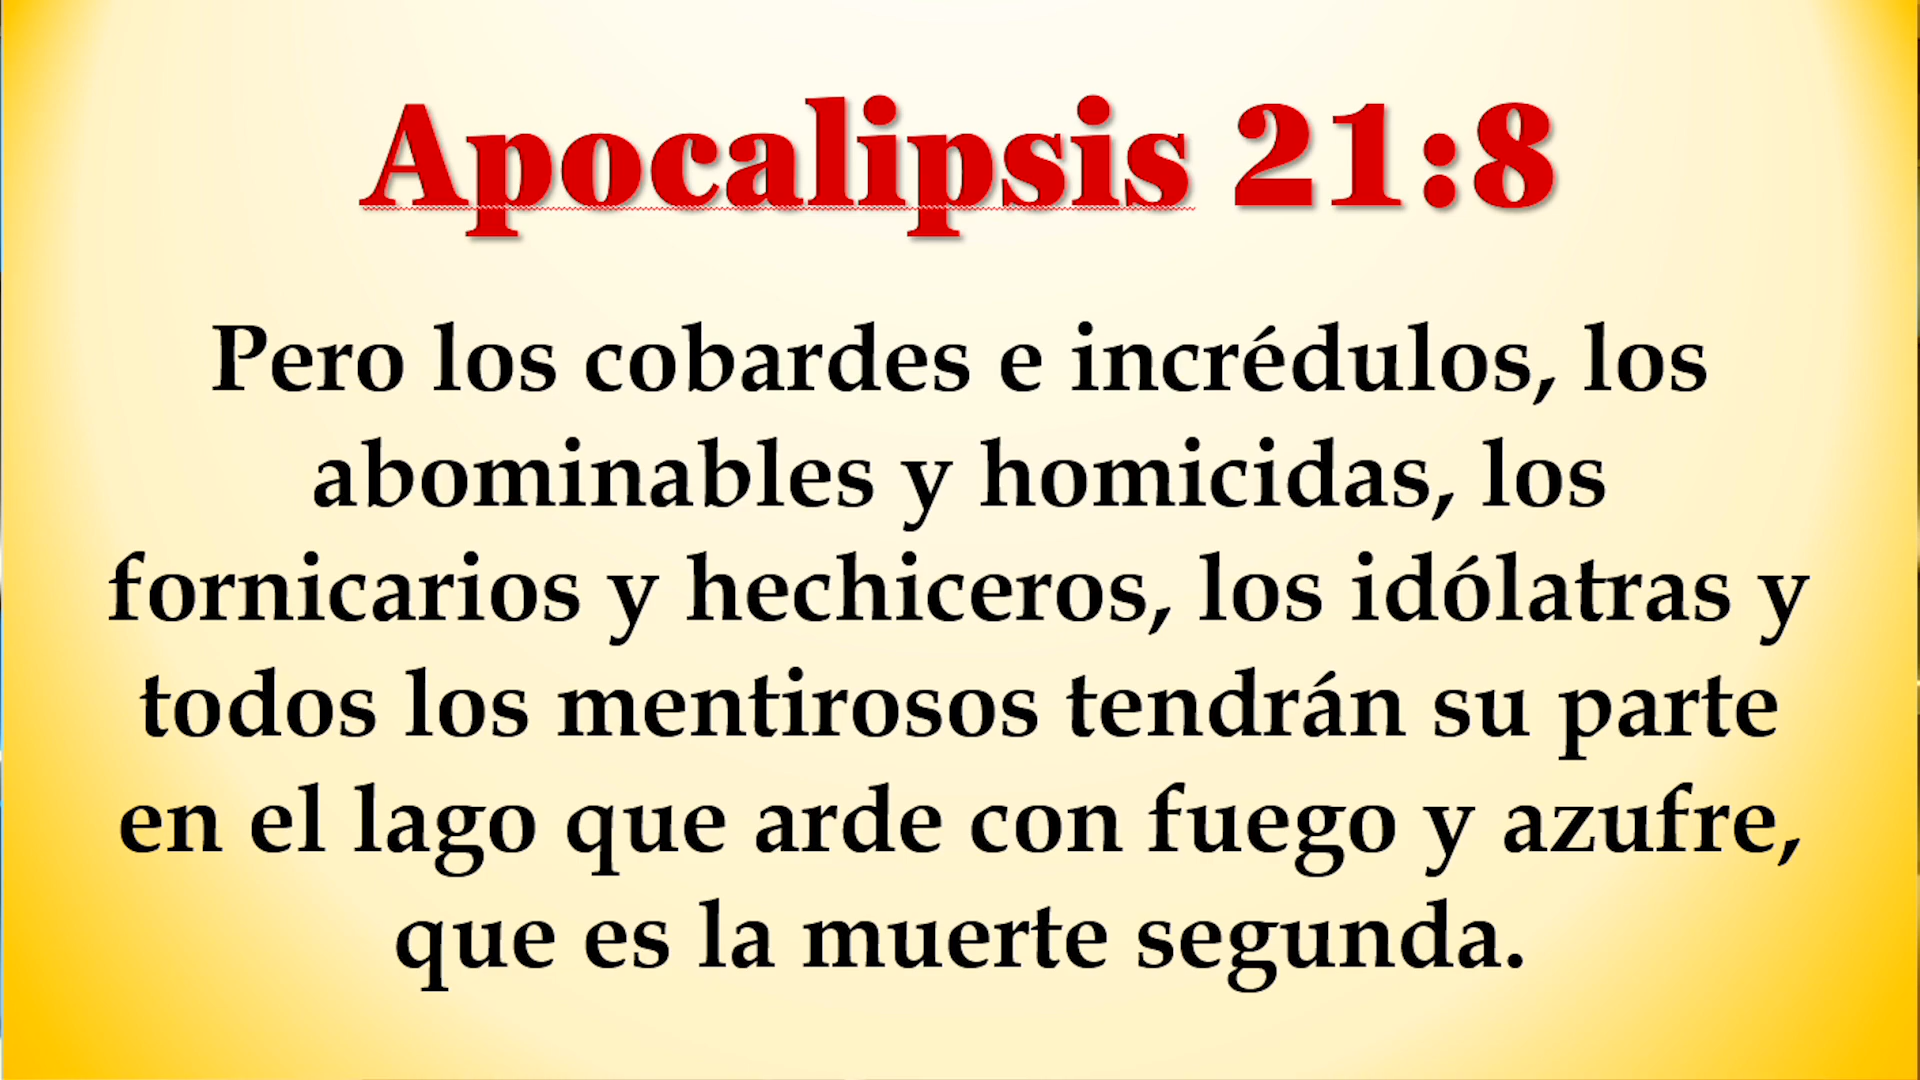 Apocalipsis 21:8
Pero los cobardes e incrédulos, los
abominables y homicidas, los
fornicarios y hechiceros, los idólatras y
todos los mentirosos tendrán su parte
en el lago que arde con fuego y azufre,
que es la muerte segunda.